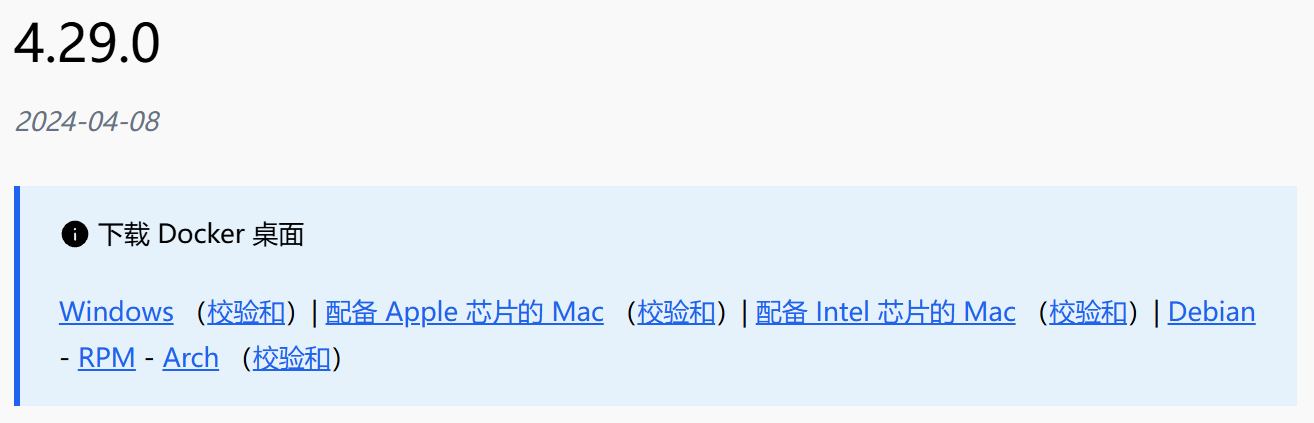 4.29.0
2024-04-08
下载 Docker 桌面
Windows （校验和）| 配备 Apple 芯片的 Mac （校验和）| 配备 Intel 芯片的 Mac （校验和）| Debian
- RPM - Arch （校验和）